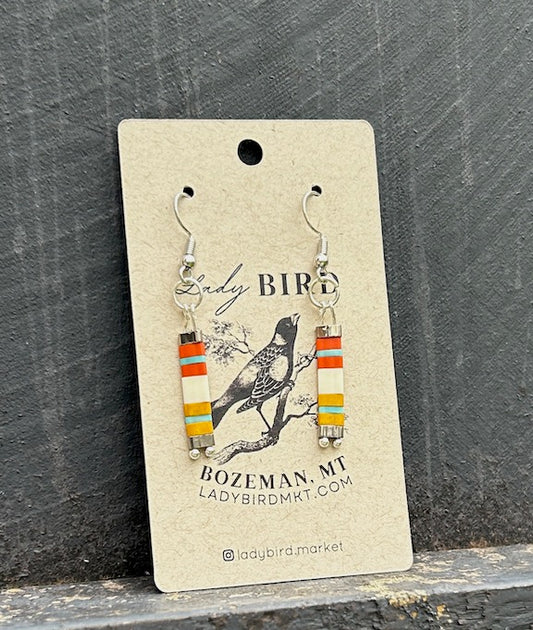 Lady BIRD
BOZEMAN, MT
LADYBIRDMKT.COM
ladybird.market